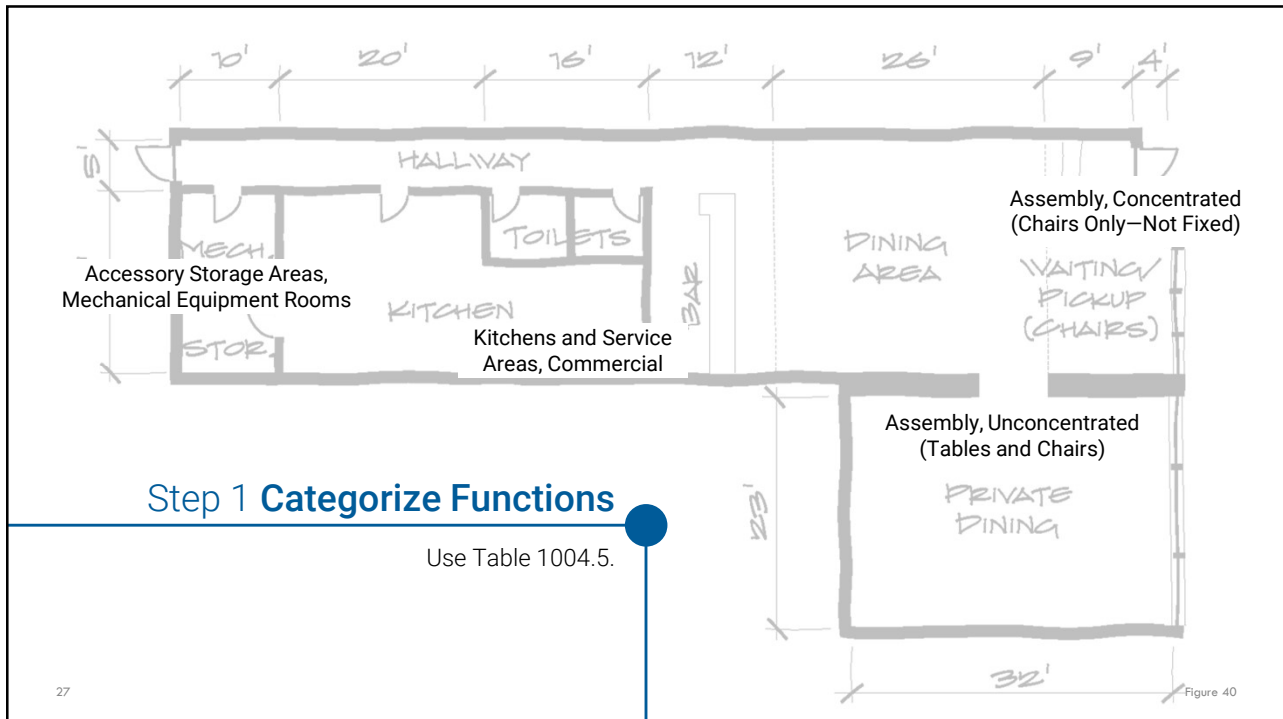 10'
20'
16'
12'
26'
9'
4'
5'
HALLWAY
MECH.
Accessory Storage Areas,
Mechanical Equipment Rooms
STOR.
TOILETS
KITCHEN
Kitchens and Service
Areas, Commercial
BAR
DINING
AREA
Assembly, Concentrated
(Chairs Only—Not Fixed)
WAITING/
PICKUP
(CHAIRS)
Assembly, Unconcentrated
(Tables and Chairs)
PRIVATE
DINING
23'
32'
Step 1 Categorize Functions
Use Table 1004.5.
27
Figure 40